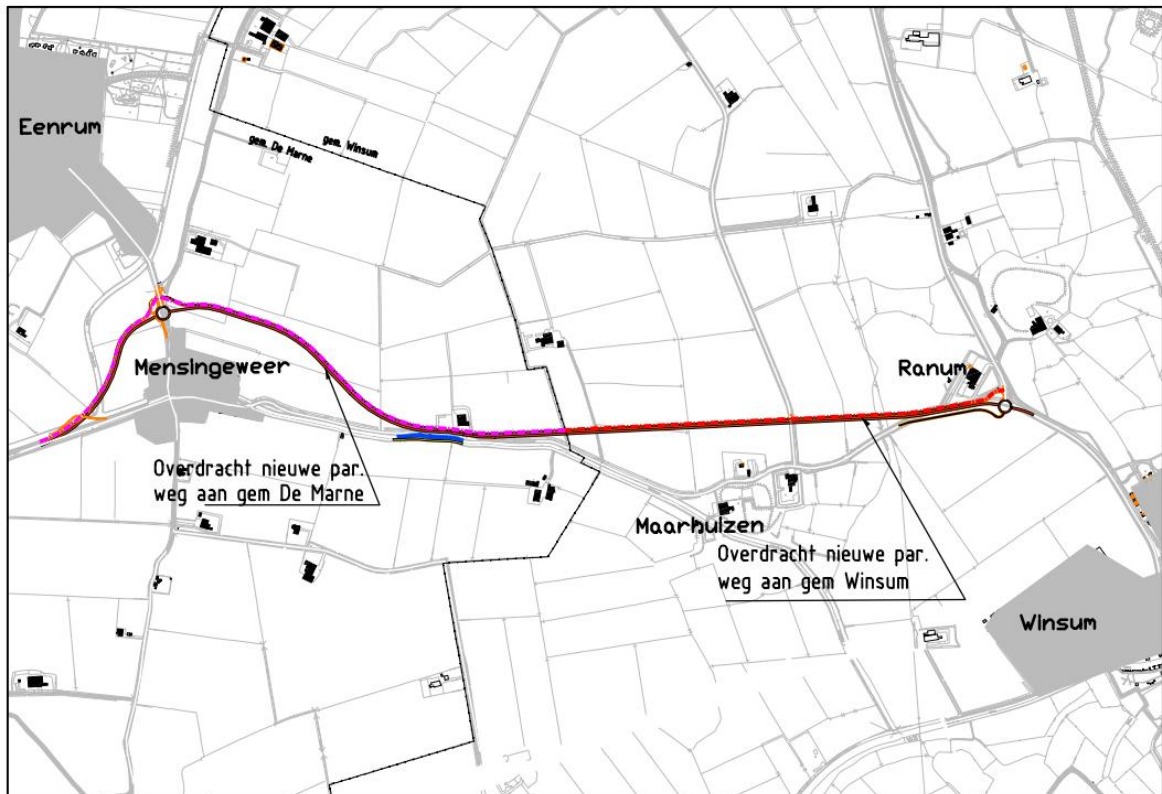 Eenrum
gem. De Marne
gem. Winsum
Mensingeweer
Ranum
Overdracht nieuwe par.
weg aan gem De Marne
Maarhuizen
Overdracht nieuwe par.
weg aan gem Winsum
Winsum